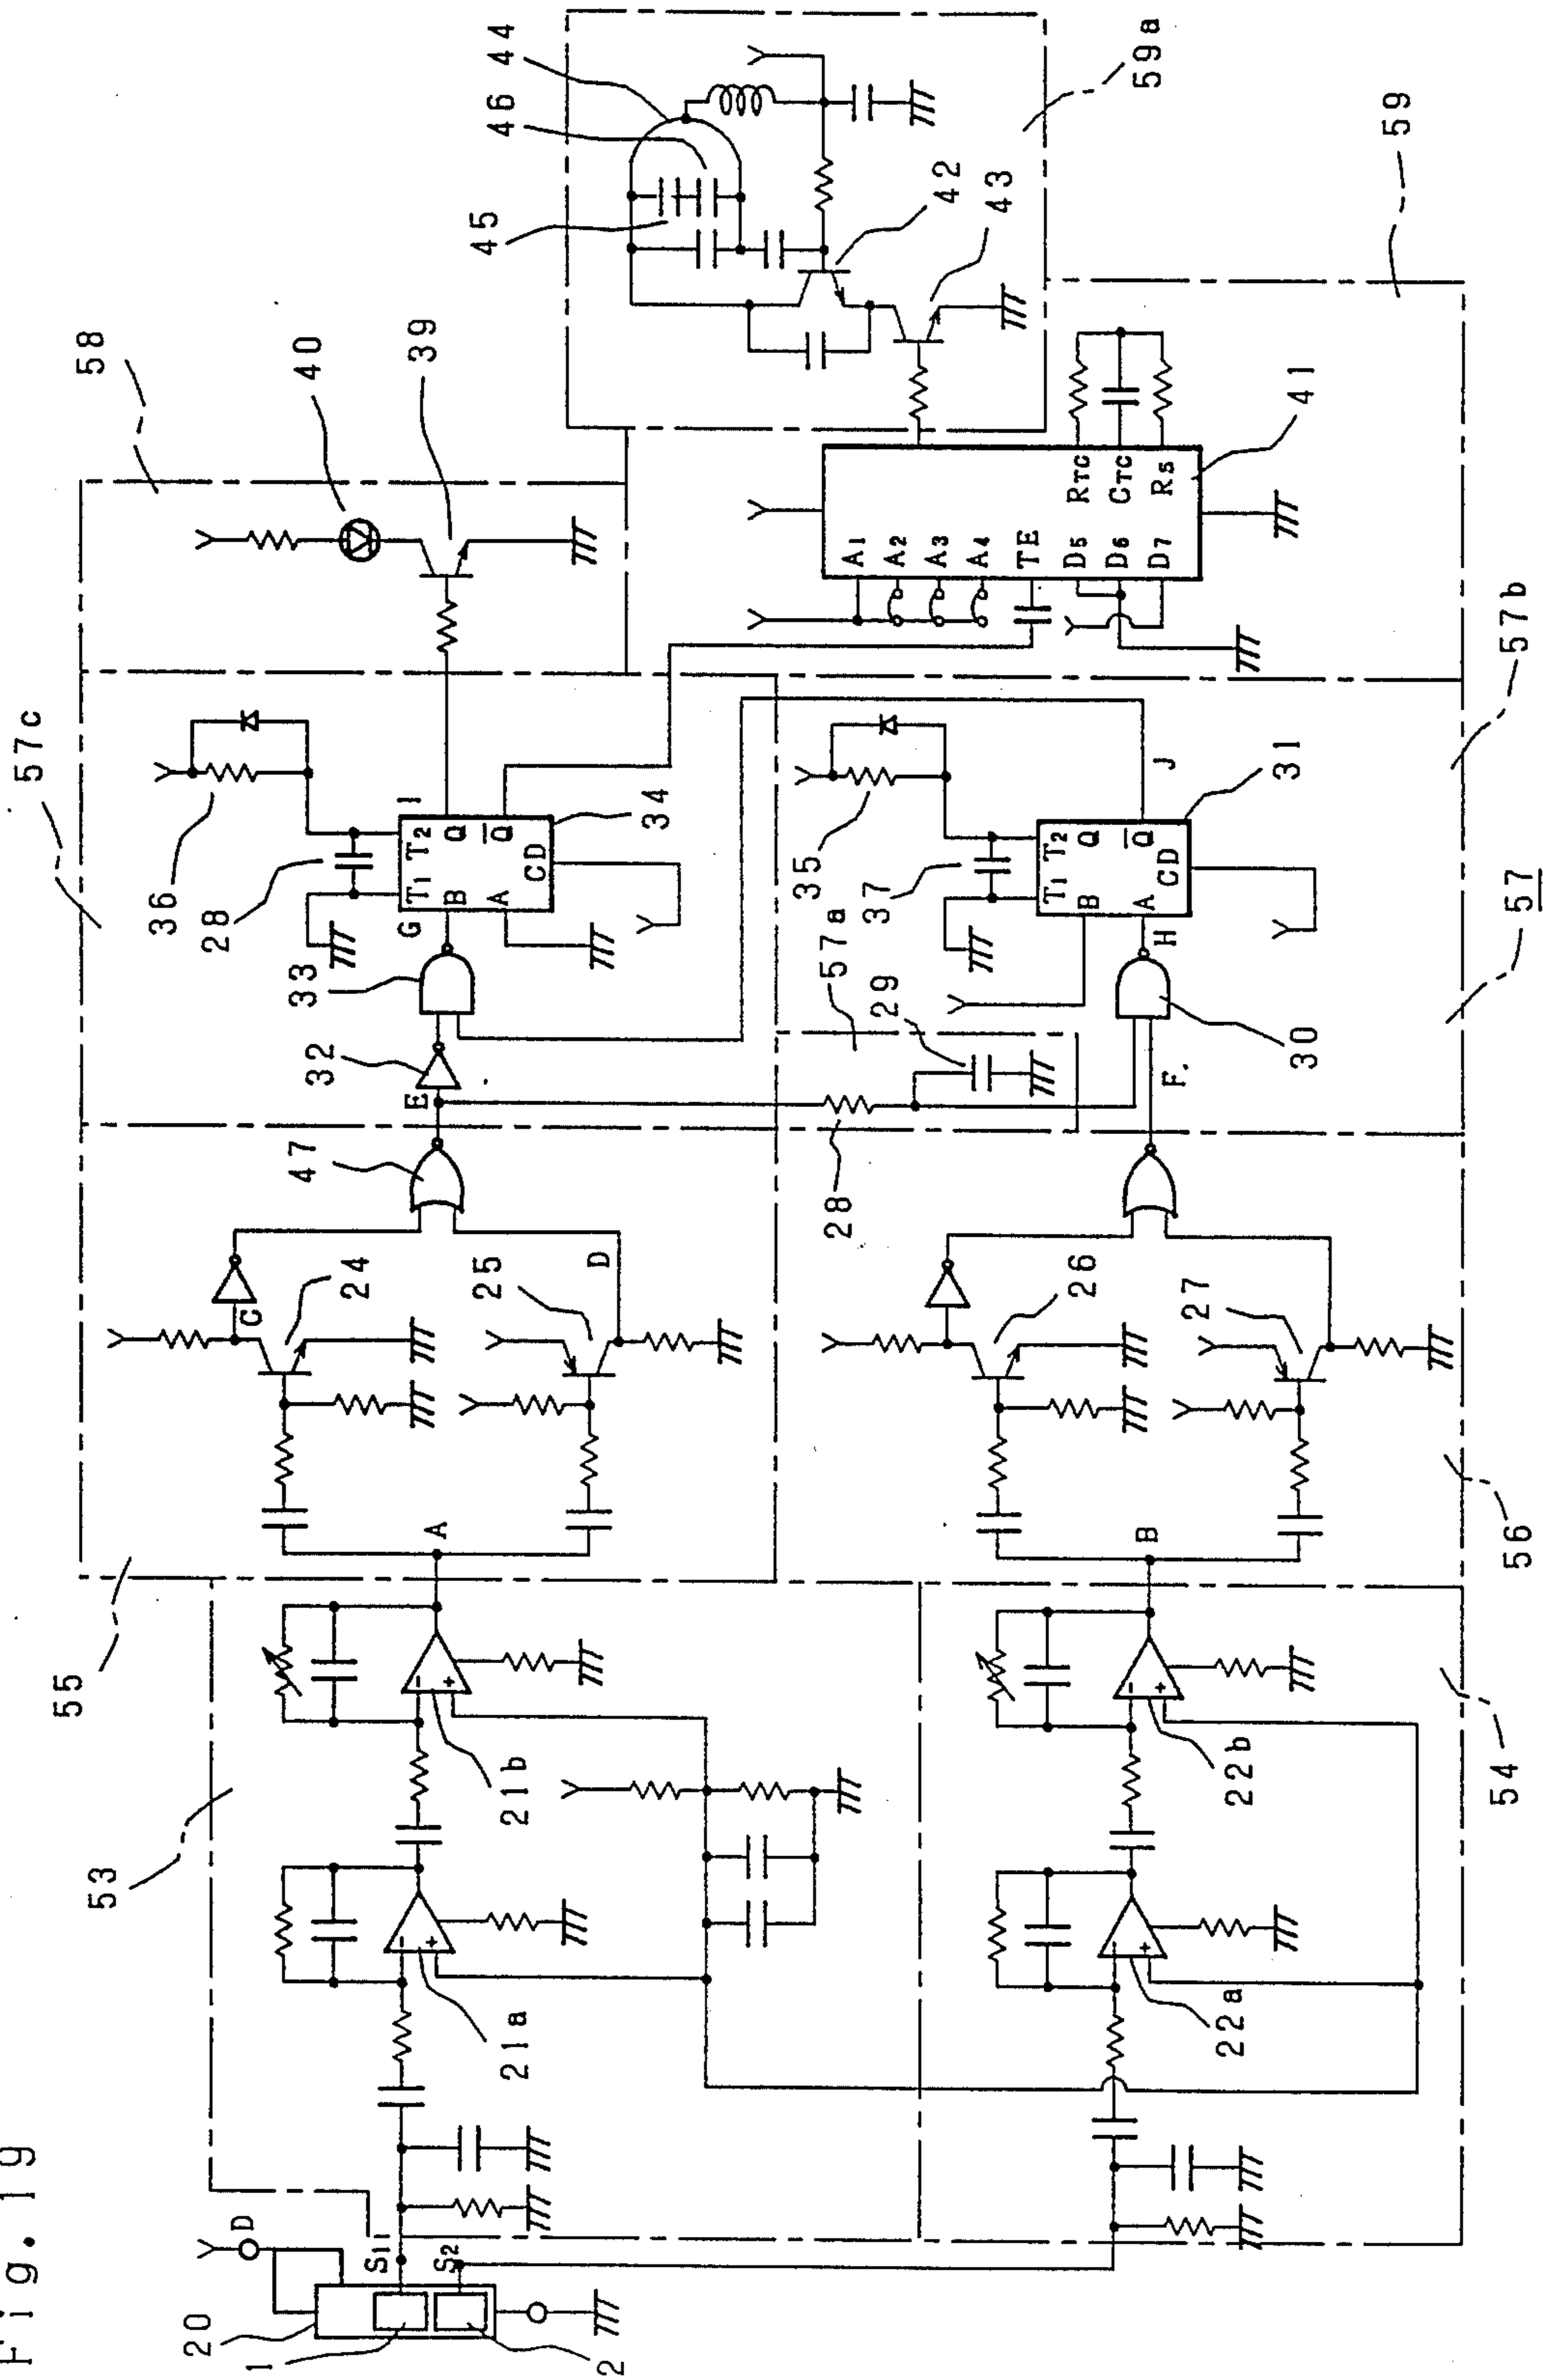 Fig. 19
20
1
2
D
S1
S2
53
21a
21b
-
+
-
+
54
22a
22b
-
+
-
+
55
A
C
24
25
D
47
56
B
26
27
57c
E
32
33
G
28
36
T1
T2
B
Q
A
Q
CD
I
34
57a
28
29
F.
30
H
35
37
T1
T2
B
Q
A
Q
CD
J
31
57
57b
58
40
39
59
A1
A2
A3
A4
TE
D5
D6
D7
RTC
CTC
RS
41
59a
44
46
45
42
43